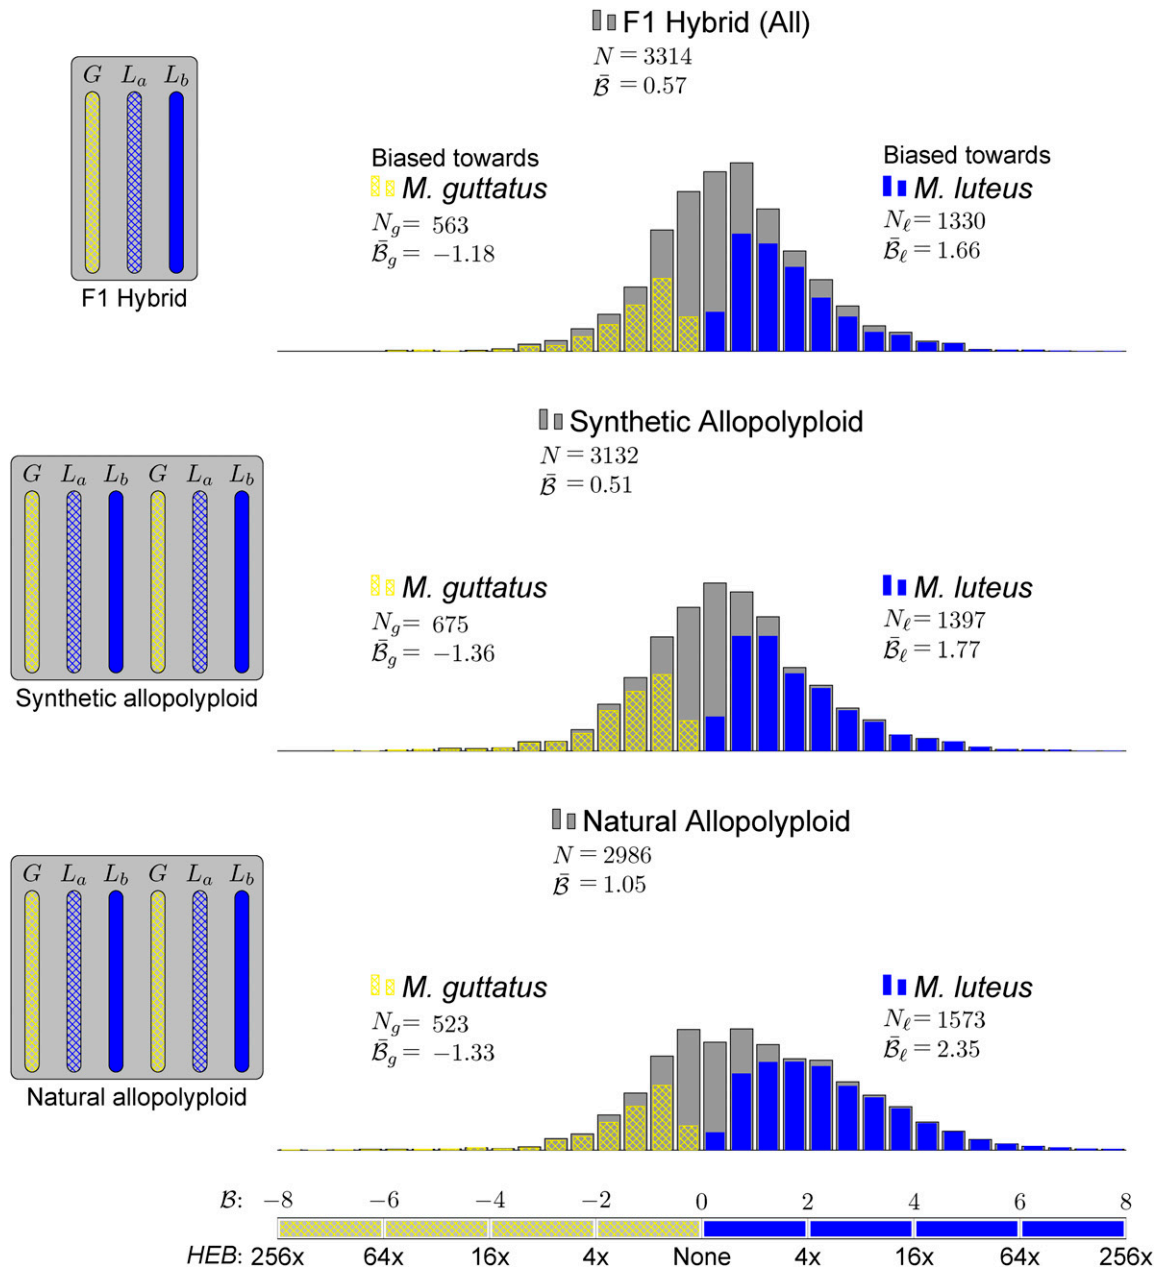 F1 Hybrid (All)
N = 3314
B̄ = 0.57
G La Lb
F1 Hybrid
Biased towards
M. guttatus
Ng = 563
B̄g = −1.18
Biased towards
M. luteus
Nℓ = 1330
B̄ℓ = 1.66
Synthetic Allopolyploid
N = 3132
B̄ = 0.51
G La Lb G La Lb
Synthetic allopolyploid
M. guttatus
Ng = 675
B̄g = −1.36
M. luteus
Nℓ = 1397
B̄ℓ = 1.77
Natural Allopolyploid
N = 2986
B̄ = 1.05
G La Lb G La Lb
Natural allopolyploid
M. guttatus
Ng = 523
B̄g = −1.33
M. luteus
Nℓ = 1573
B̄ℓ = 2.35
B: −8 −6 −4 −2 0 2 4 6 8
HEB: 256x 64x 16x 4x None 4x 16x 64x 256x